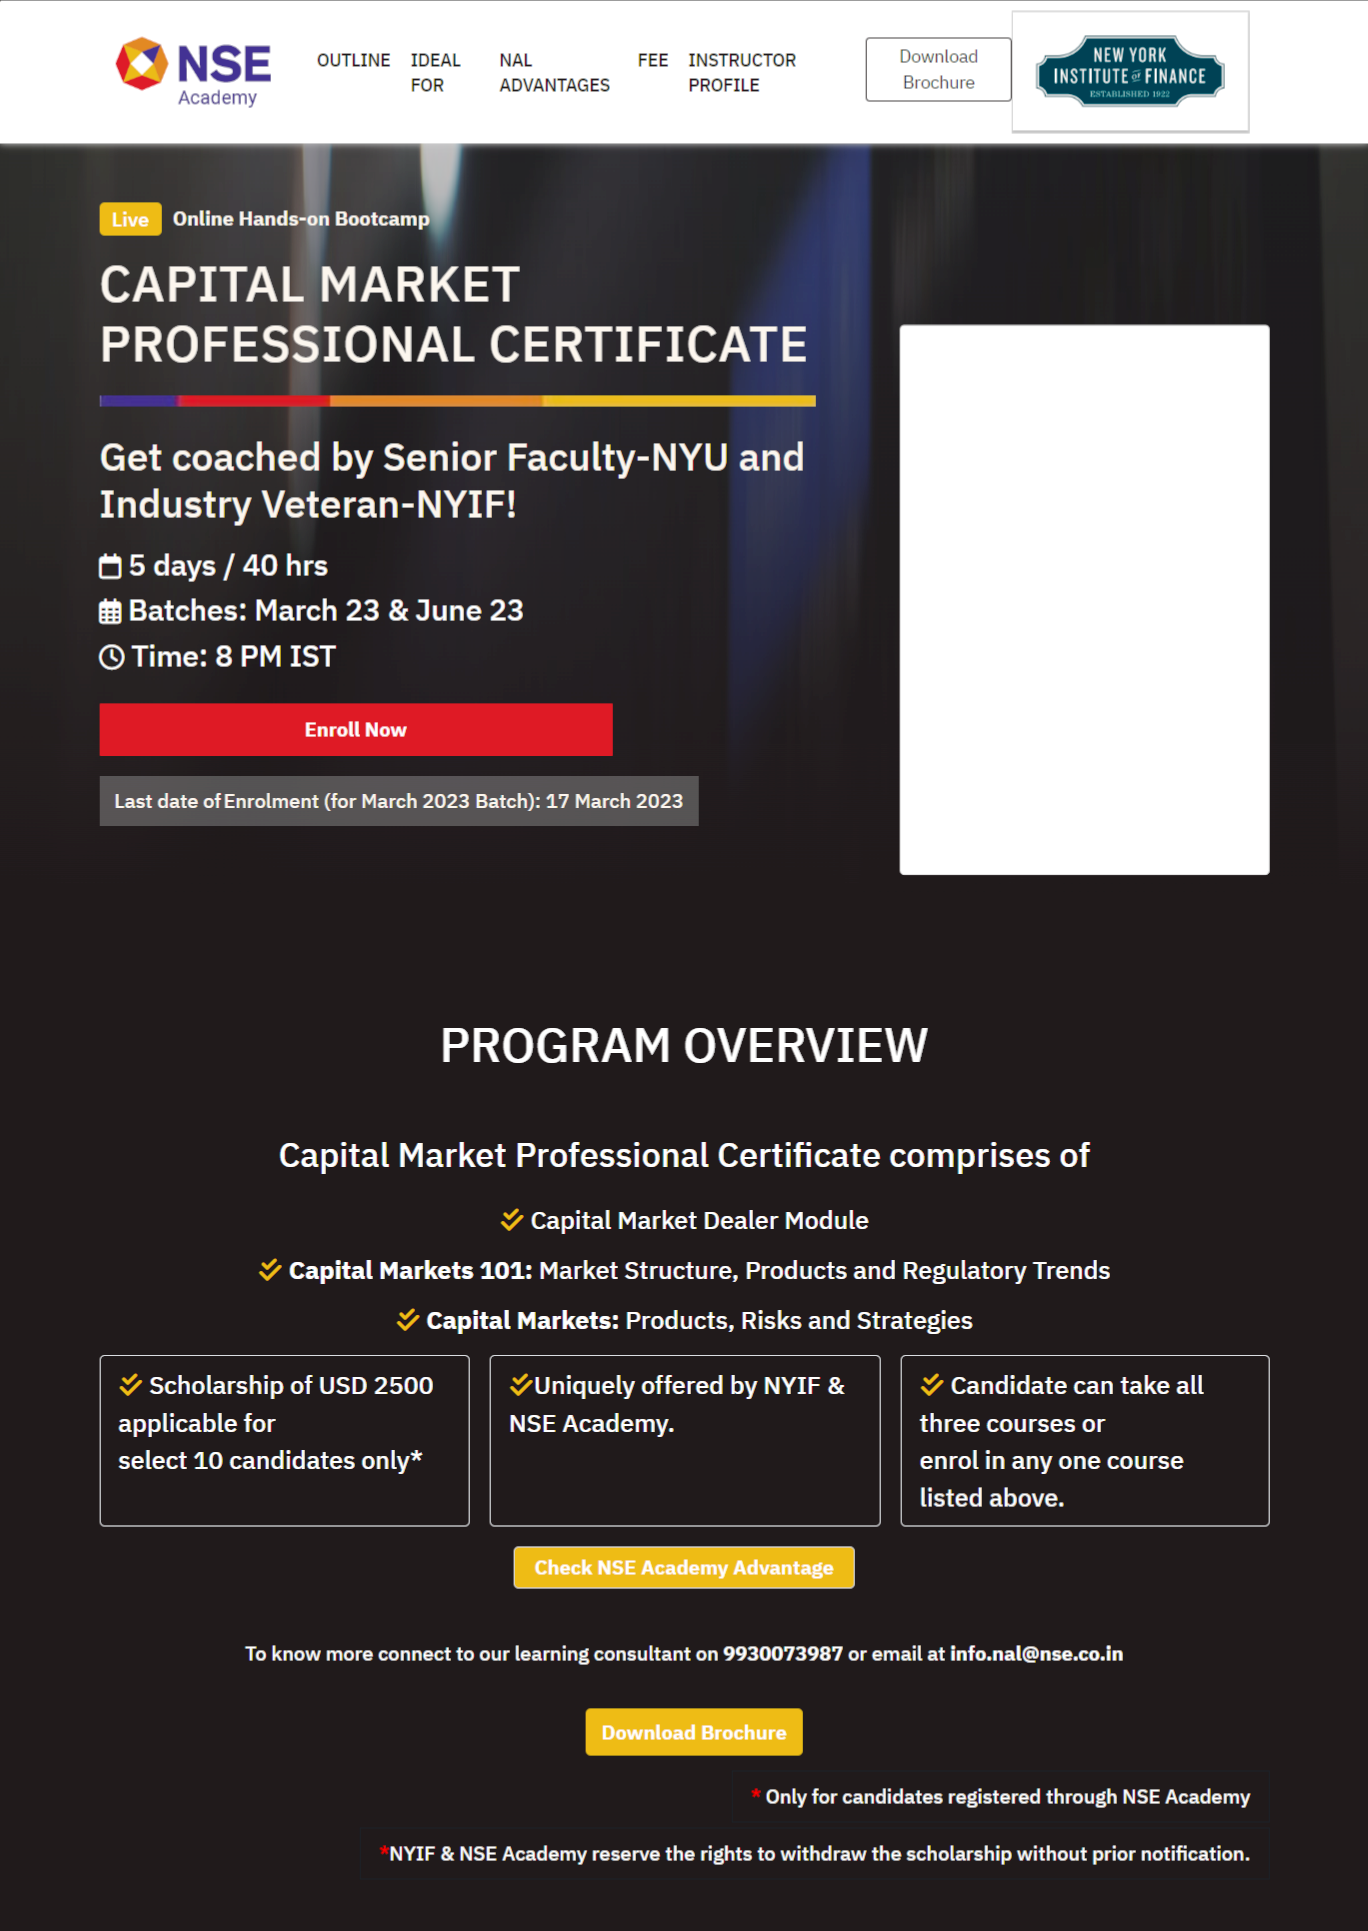 NSE
Academy
OUTLINE
IDEAL
FOR
NAL
ADVANTAGES
FEE
INSTRUCTOR
PROFILE
Download
Brochure
NEW YORK
INSTITUTE OF FINANCE
ESTABLISHED 1922
Live Online Hands-on Bootcamp
CAPITAL MARKET
PROFESSIONAL CERTIFICATE
Get coached by Senior Faculty-NYU and
Industry Veteran-NYIF!
5 days / 40 hrs
Batches: March 23 & June 23
Time: 8 PM IST
Enroll Now
Last date of Enrolment (for March 2023 Batch): 17 March 2023
PROGRAM OVERVIEW
Capital Market Professional Certificate comprises of
Capital Market Dealer Module
Capital Markets 101: Market Structure, Products and Regulatory Trends
Capital Markets: Products, Risks and Strategies
Scholarship of USD 2500
applicable for
select 10 candidates only*
Uniquely offered by NYIF &
NSE Academy.
Candidate can take all
three courses or
enrol in any one course
listed above.
Check NSE Academy Advantage
To know more connect to our learning consultant on 9930073987 or email at info.nal@nse.co.in
Download Brochure
* Only for candidates registered through NSE Academy
*NYIF & NSE Academy reserve the rights to withdraw the scholarship without prior notification.